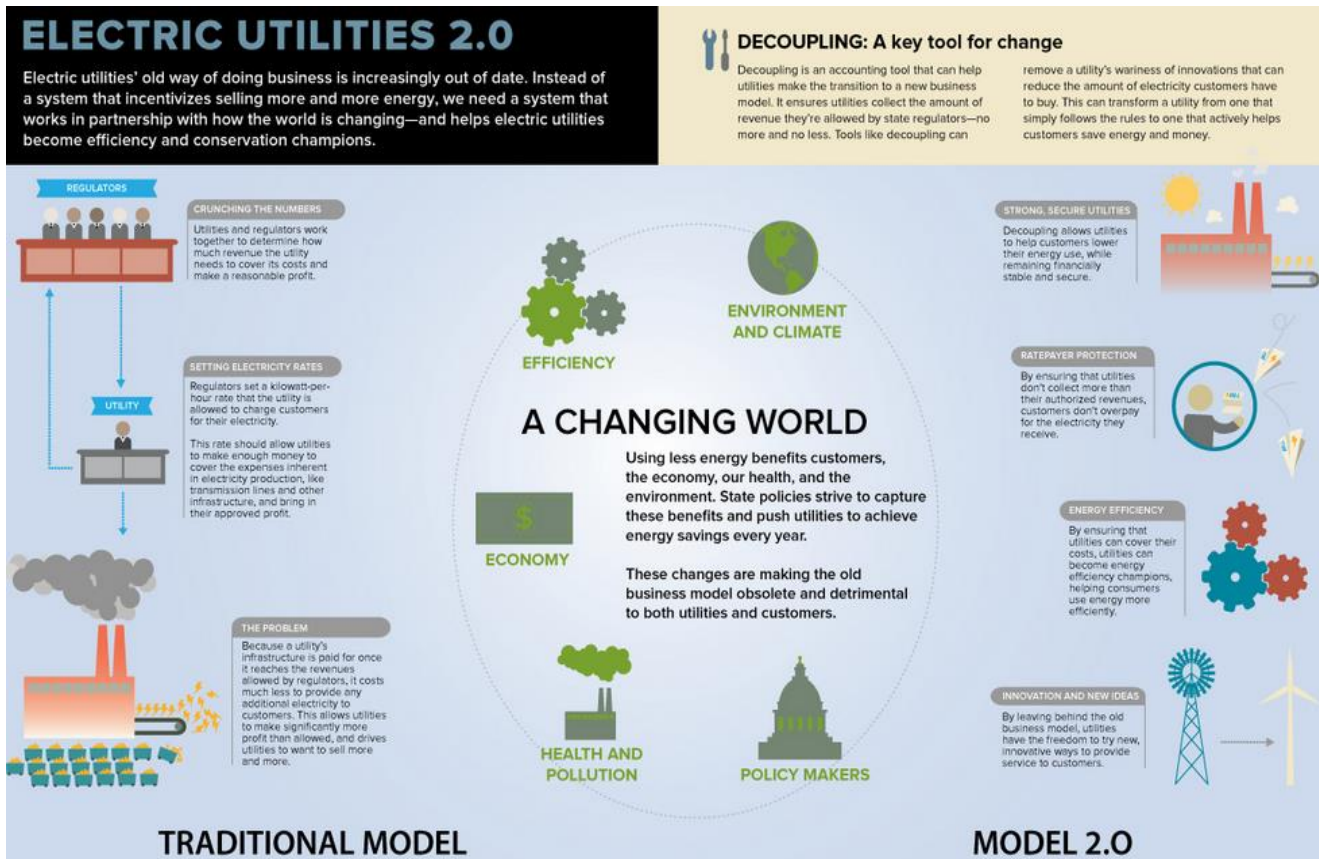 ELECTRIC UTILITIES 2.0
Electric utilities' old way of doing business is increasingly out of date. Instead of
a system that incentivizes selling more and more energy, we need a system that
works in partnership with how the world is changing—and helps electric utilities
become efficiency and conservation champions.
DECOUPLING: A key tool for change
Decoupling is an accounting tool that can help
utilities make the transition to a new business
model. It ensures utilities collect the amount of
revenue they're allowed by state regulators—no
more and no less. Tools like decoupling can
remove a utility's wariness of innovations that can
reduce the amount of electricity customers have
to buy. This can transform a utility from one that
simply follows the rules to one that actively helps
customers save energy and money.
REGULATORS
CRUNCHING THE NUMBERS
Utilities and regulators work
together to determine how
much revenue the utility
needs to cover its costs and
make a reasonable profit.
SETTING ELECTRICITY RATES
Regulators set a kilowatt-per-
hour rate that the utility is
allowed to charge customers
for their electricity.
This rate should allow utilities
to make enough money to
cover the expenses inherent
in electricity production, like
transmission lines and other
infrastructure, and bring in
their approved profit.
UTILITY
THE PROBLEM
Because a utility's
infrastructure is paid for once
it reaches the revenues
allowed by regulators, it costs
much less to provide any
additional electricity to
customers. This allows utilities
to make significantly more
profit than allowed, and drives
utilities to want to sell more
and more.
TRADITIONAL MODEL
EFFICIENCY
ENVIRONMENT
AND CLIMATE
A CHANGING WORLD
Using less energy benefits customers,
the economy, our health, and the
environment. State policies strive to capture
these benefits and push utilities to achieve
energy savings every year.
These changes are making the old
business model obsolete and detrimental
to both utilities and customers.
$
ECONOMY
HEALTH AND
POLLUTION
POLICY MAKERS
STRONG, SECURE UTILITIES
Decoupling allows utilities
to help customers lower
their energy use, while
remaining financially
stable and secure.
RATEPAYER PROTECTION
By ensuring that utilities
don't collect more than
their authorized revenues,
customers don't overpay
for the electricity they
receive.
ENERGY EFFICIENCY
By ensuring that
utilities can cover their
costs, utilities can
become energy
efficiency champions,
helping consumers
use energy more
efficiently.
INNOVATION AND NEW IDEAS
By leaving behind the old
business model, utilities
have the freedom to try new,
innovative ways to provide
service to customers.
MODEL 2.O